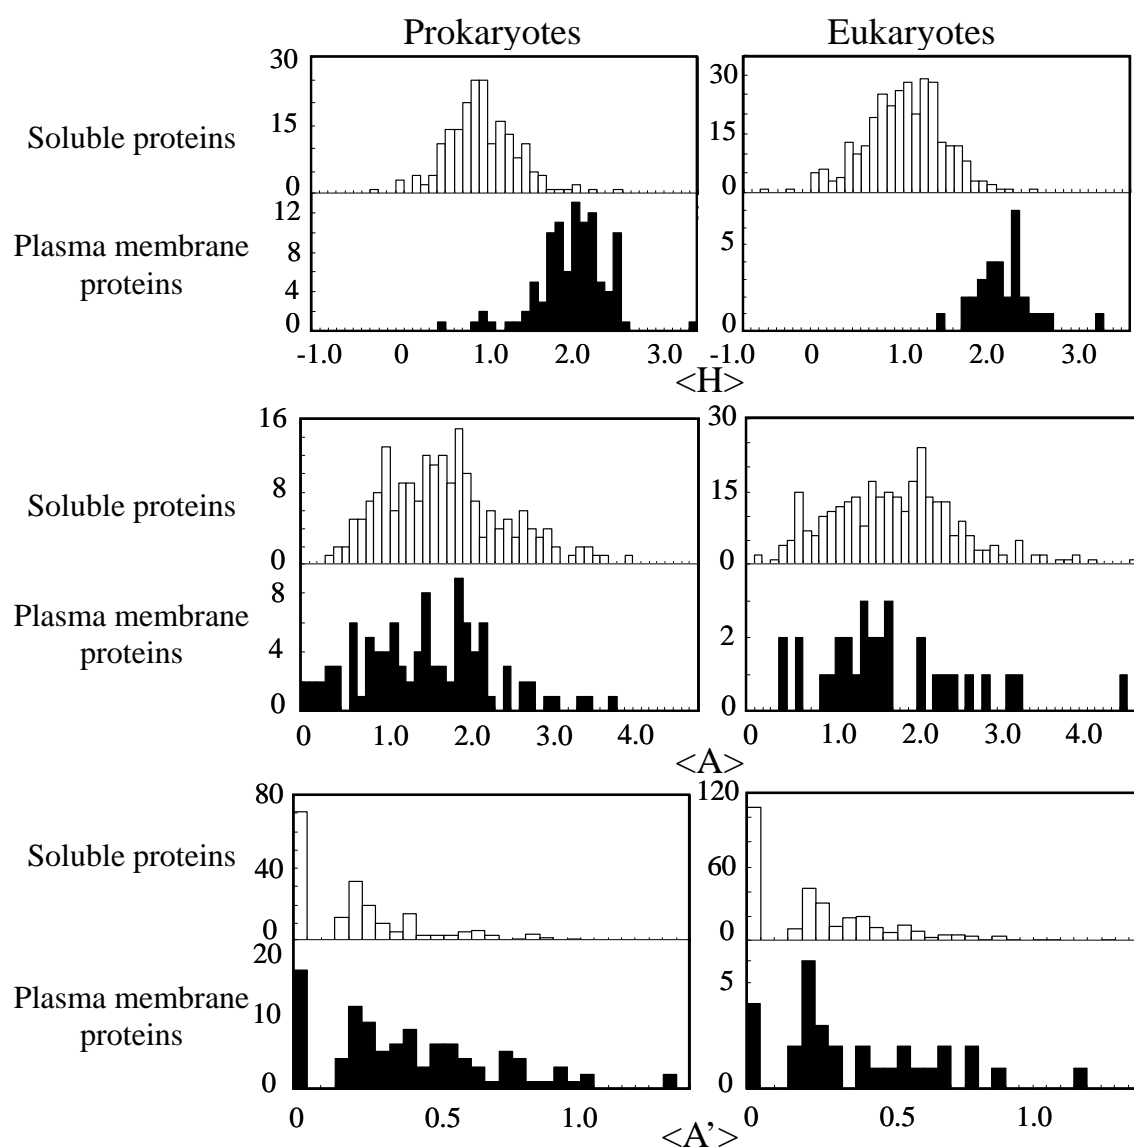 Prokaryotes Eukaryotes
30 30
Soluble proteins 15 15
0 0
12
Plasma membrane 8 5
proteins 4
0 0
-1.0 0 1.0 2.0 3.0 -1.0 0 1.0 2.0 3.0
<H>
16 30
Soluble proteins 8 15
0 0
8
Plasma membrane 4 2
proteins
0 0
0 1.0 2.0 3.0 4.0 0 1.0 2.0 3.0 4.0
<A>
80 120
Soluble proteins 40 60
0 0
20
Plasma membrane 10 5
proteins
0 0
0 0.5 1.0 0 0.5 1.0
<A’>